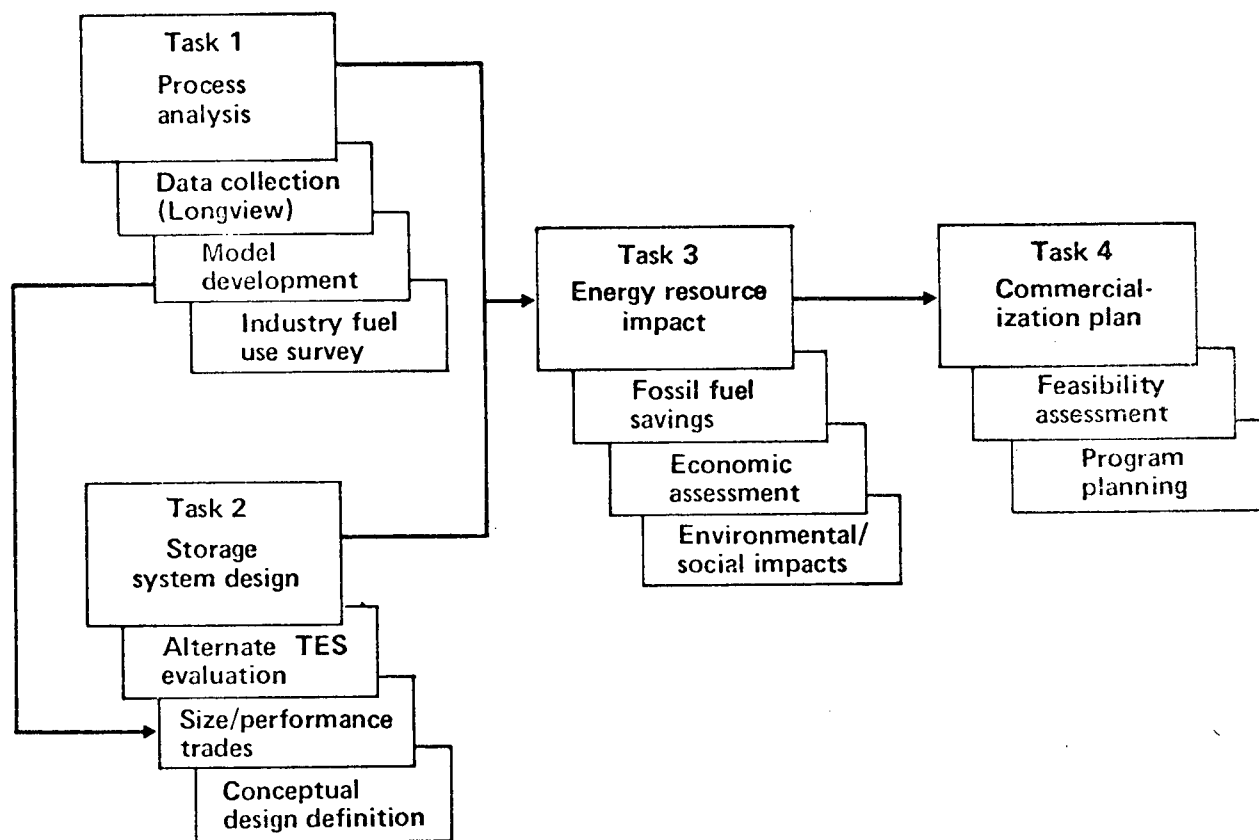 Task 1
Process
analysis
Data collection
(Longview)
Model
development
Industry fuel
use survey
Task 2
Storage
system design
Alternate TES
evaluation
Size/performance
trades
Conceptual
design definition
Task 3
Energy resource
impact
Fossil fuel
savings
Economic
assessment
Environmental/
social impacts
Task 4
Commercial-
ization plan
Feasibility
assessment
Program
planning